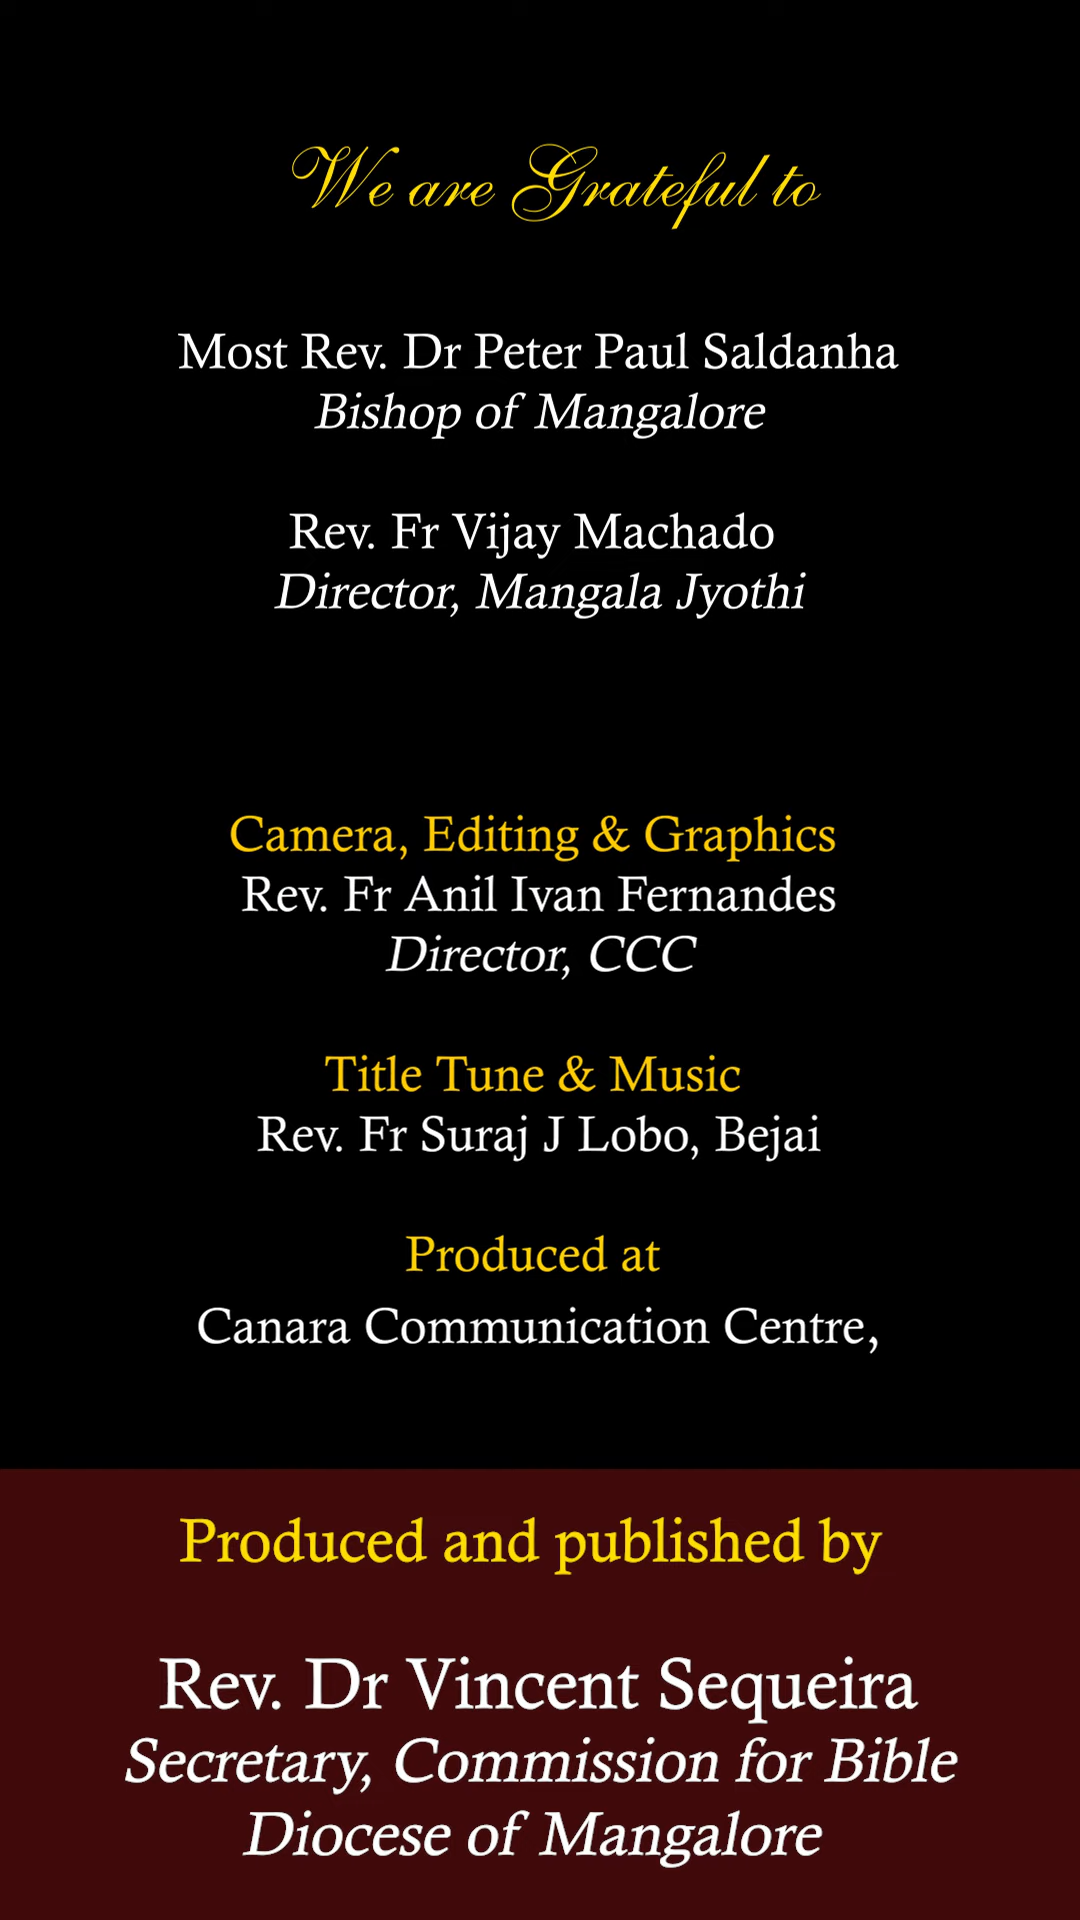 We are Grateful to
Most Rev. Dr Peter Paul Saldanha
Bishop of Mangalore
Rev. Fr Vijay Machado
Director, Mangala Jyothi
Camera, Editing & Graphics
Rev. Fr Anil Ivan Fernandes
Director, CCC
Title Tune & Music
Rev. Fr Suraj J Lobo, Bejai
Produced at
Canara Communication Centre,
Produced and published by
Rev. Dr Vincent Sequeira
Secretary, Commission for Bible
Diocese of Mangalore